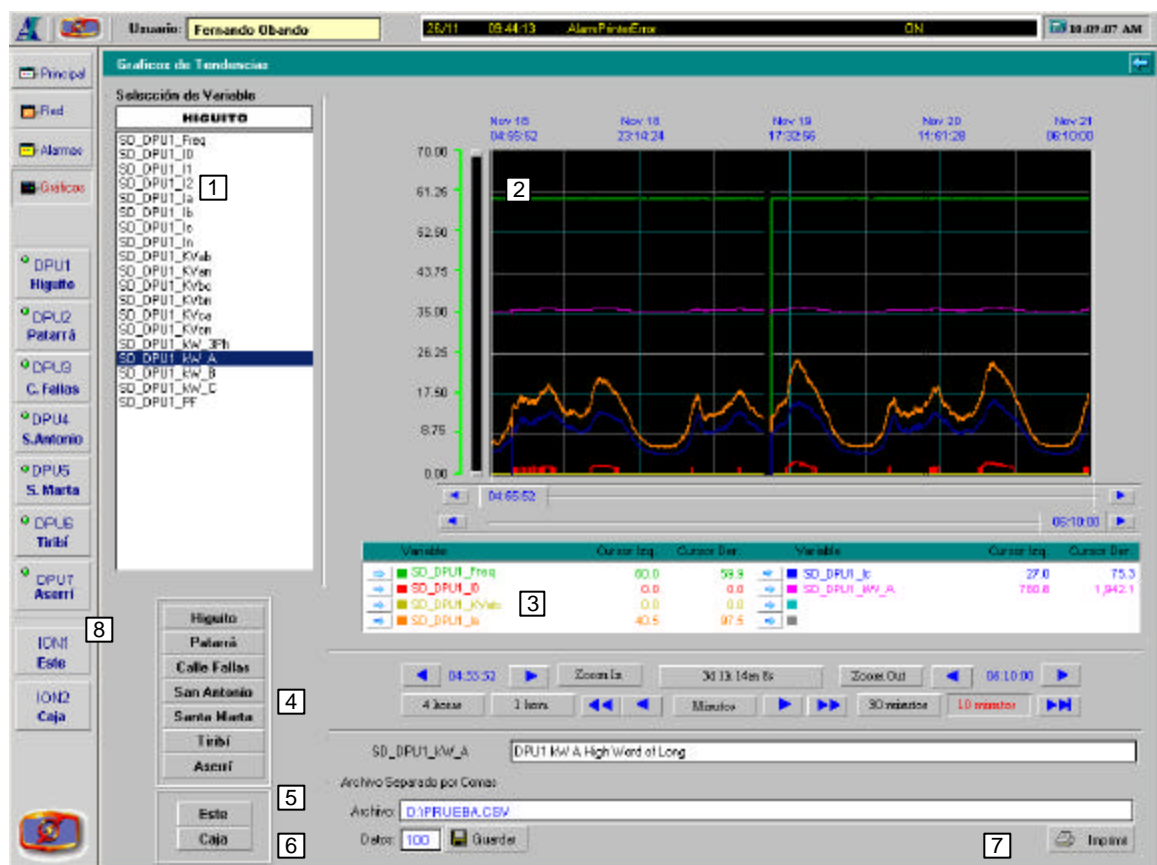 Usuario: Fernando Obando 26/11 09:44:13 AlarmPrinterError ON 10:09:07 AM
Graficos de Tendencias
Principal
Red
Alarmas
Gráficos
DPU1
Higuito
DPU2
Patarrá
DPU3
C. Fallas
DPU4
S.Antonio
DPU5
S. Marta
DPU6
Tiribí
DPU7
Aserrí
ION1
Este
ION2
Caja
8
Selección de Variable
HIGUITO
SD_DPU1_Freq
SD_DPU1_I0
SD_DPU1_I1
SD_DPU1_I2
SD_DPU1_Ia
SD_DPU1_Ib
SD_DPU1_Ic
SD_DPU1_In
SD_DPU1_KVab
SD_DPU1_KVan
SD_DPU1_KVbc
SD_DPU1_KVbn
SD_DPU1_KVca
SD_DPU1_KVcn
SD_DPU1_kW_3Ph
SD_DPU1_kW_A
SD_DPU1_kW_B
SD_DPU1_kW_C
SD_DPU1_PF
1
Nov 18 Nov 18 Nov 19 Nov 20 Nov 21
04:55:52 23:14:24 17:32:56 11:51:28 06:10:00
70.00
61.25
52.50
43.75
35.00
26.25
17.50
8.75
0.00
2
04:55:52
06:10:00
Variable Cursor Izq. Cursor Der. Variable Cursor Izq. Cursor Der.
SD_DPU1_Freq 60.0 59.9 SD_DPU1_Ic 27.0 75.3
SD_DPU1_I0 0.0 0.0 SD_DPU1_kW_A 780.8 1,942.1
SD_DPU1_KVab 0.0 0.0
SD_DPU1_Ia 40.5 97.5
3
Higuito
Patarrá
Calle Fallas
San Antonio
Santa Marta
Tiribí
Aserrí
4
Este
Caja
5
6
04:55:52 Zoom In 3d 1h 14m 8s Zoom Out 06:10:00
4 horas 1 hora Minutos 30 minutos 10 minutos
SD_DPU1_kW_A DPU1 kW A High Word of Long
Archivo Separado por Comas
Archivo: D:\PRUEBA.CSV
Datos: 100 Guardar
7
Imprimir